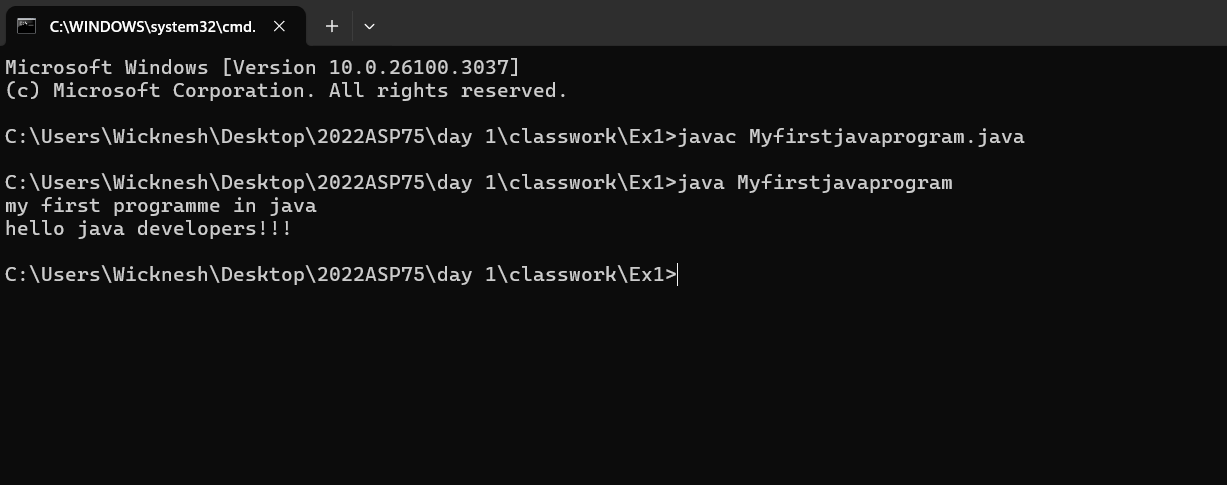 C:\WINDOWS\system32\cmd.
Microsoft Windows [Version 10.0.26100.3037]
(c) Microsoft Corporation. All rights reserved.
C:\Users\Wicknesh\Desktop\2022ASP75\day 1\classwork\Ex1>javac Myfirstjavaprogram.java
C:\Users\Wicknesh\Desktop\2022ASP75\day 1\classwork\Ex1>java Myfirstjavaprogram
my first programme in java
hello java developers!!!
C:\Users\Wicknesh\Desktop\2022ASP75\day 1\classwork\Ex1>